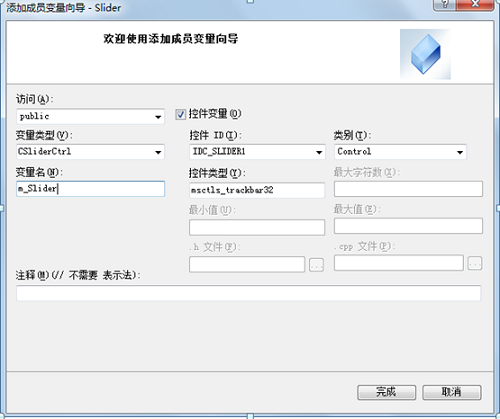 添加成员变量向导 - Slider
欢迎使用添加成员变量向导
访问(A):
public
控件变量(O)
变量类型(V):
控件 ID(I):
类别(T):
CSliderCtrl
IDC_SLIDER1
Control
变量名(N):
控件类型(Y):
最大字符数(X):
m_Slider
msctls_trackbar32
最小值(U):
最大值(E):
.h 文件(F):
.cpp 文件(P):
...
...
注释(M)(// 不需要 表示法):
完成
取消